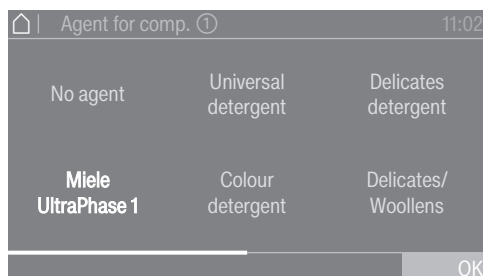 Agent for comp. ① 11:02
No agent
Universal
detergent
Delicates
detergent
Miele
UltraPhase 1
Colour
detergent
Delicates/
Woollens
OK